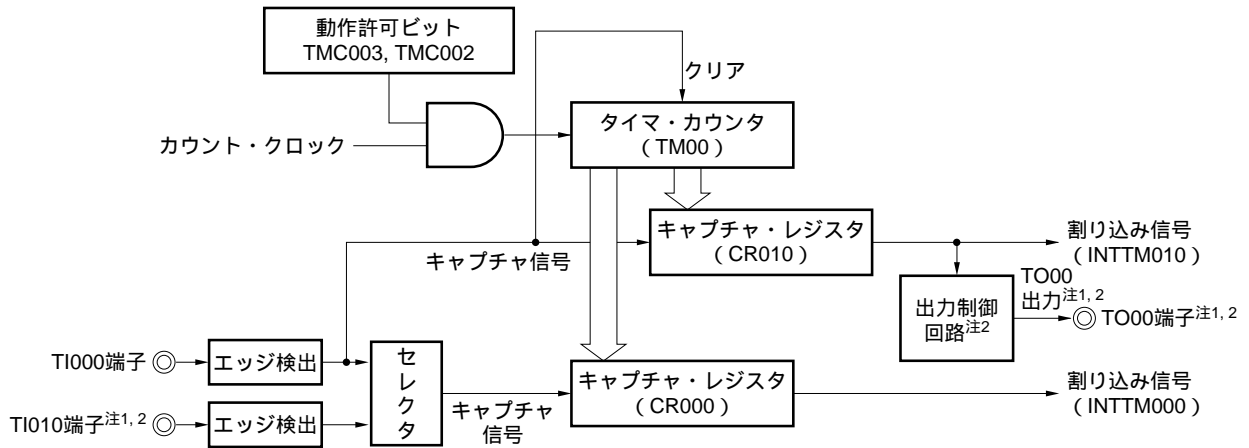 動作許可ビット
TMC003, TMC002
クリア
カウント・クロック
タイマ・カウンタ
（TM00）
キャプチャ・レジスタ
（CR010）
割り込み信号
（INTTM010）
キャプチャ信号
TO00
出力注1, 2
出力制御
回路注2
TO00端子注1, 2
TI000端子
エッジ検出
セレクタ
キャプチャ・レジスタ
（CR000）
割り込み信号
（INTTM000）
TI010端子注1, 2
エッジ検出
キャプチャ
信号